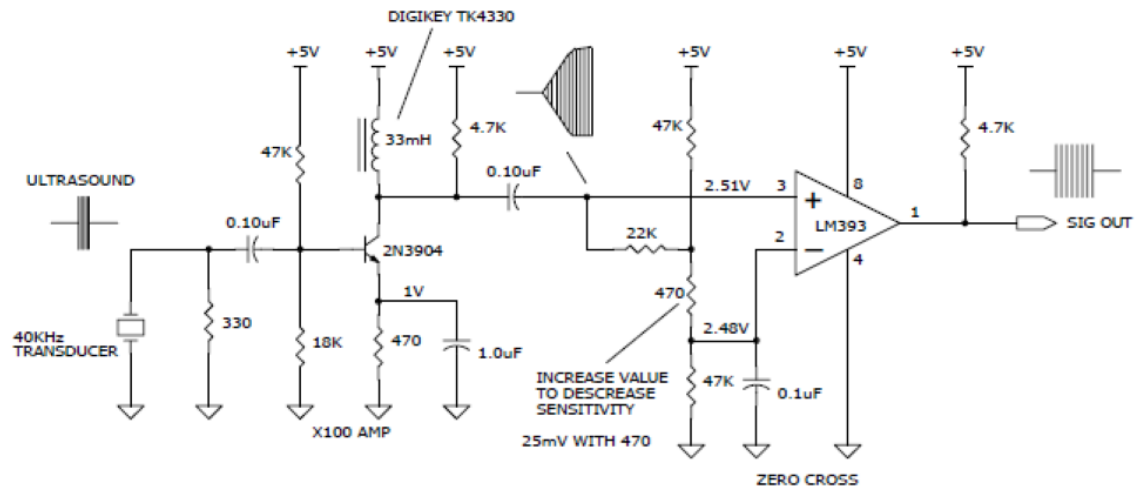 DIGIKEY TK4330
+5V
+5V
+5V
+5V
+5V
+5V
33mH
4.7K
47K
4.7K
47K
0.10uF
ULTRASOUND
2.51V
3
8
+
LM393
1
SIG OUT
0.10uF
2N3904
22K
2
−
4
1V
470
2.48V
40KHz
TRANSDUCER
330
18K
470
1.0uF
INCREASE VALUE
TO DESCREASE
SENSITIVITY
47K
0.1uF
X100 AMP
25mV WITH 470
ZERO CROSS